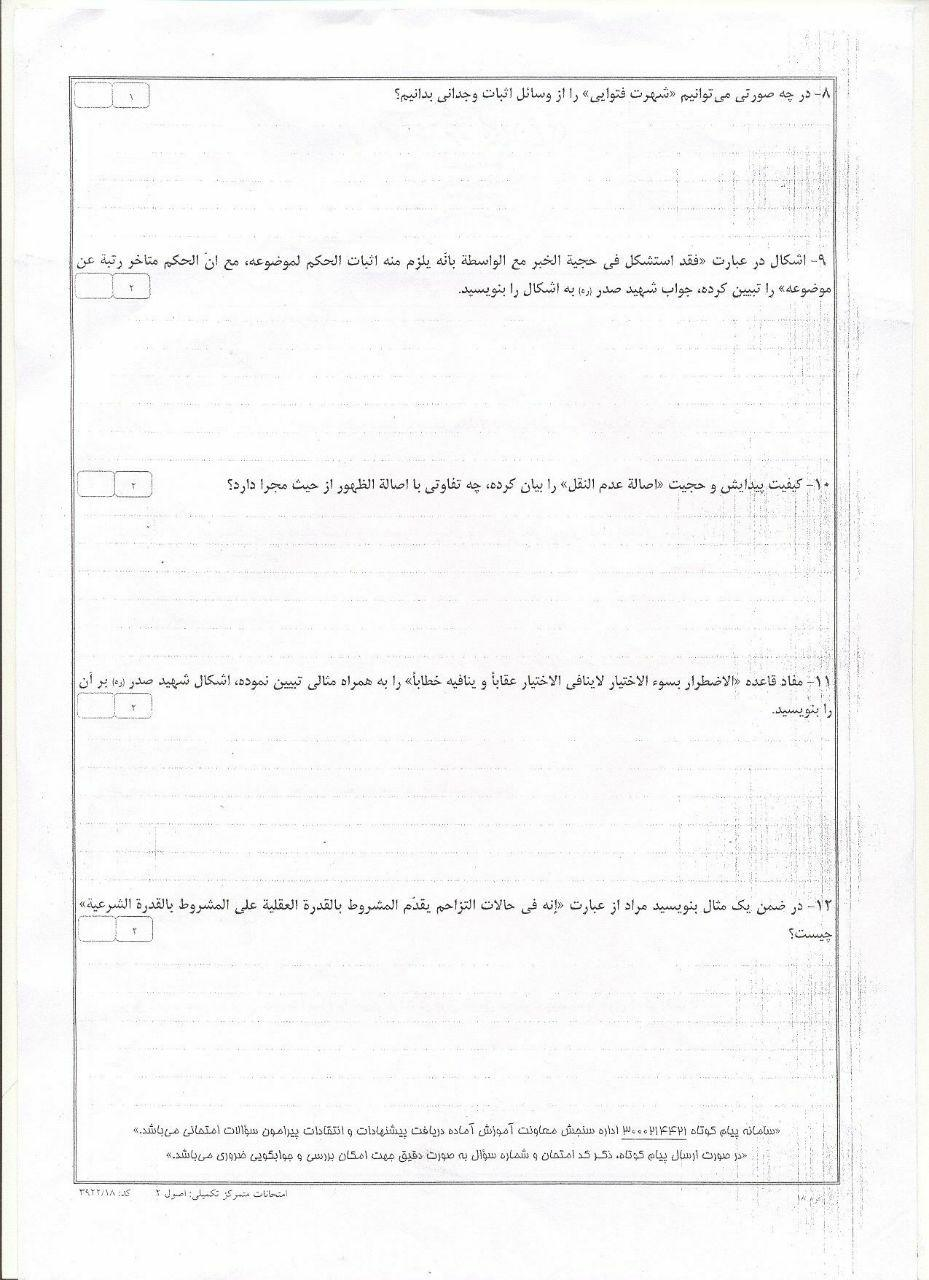 ۸- در چه صورتی می‌توانیم «شهرت فتوایی» را از وسائل اثبات وجدانی بدانیم؟
۱
۹- اشکال در عبارت «فقد استشکل فی حجیة الخبر مع الواسطة بانّه یلزم منه اثبات الحکم لموضوعه، مع انّ الحکم متاخر رتبة عن
موضوعه» را تبیین کرده، جواب شهید صدر (ره) به اشکال را بنویسید.
۲
۱۰- کیفیت پیدایش و حجیت «اصالة عدم النقل» را بیان کرده، چه تفاوتی با اصالة الظهور از حیث مجرا دارد؟
۲
۱۱- مفاد قاعده «الاضطرار بسوء الاختیار لاینافی الاختیار عقاباً و ینافیه خطاباً» را به همراه مثالی تبیین نموده، اشکال شهید صدر (ره) بر آن
را بنویسید.
۲
۱۲- در ضمن یک مثال بنویسید مراد از عبارت «إنه فی حالات التزاحم یقدّم المشروط بالقدرة العقلیة علی المشروط بالقدرة الشرعیة»
چیست؟
۲
«سامانه پیام کوتاه ۳۰۰۰۲۱۴۴۲۱ اداره سنجش معاونت آموزش آماده دریافت پیشنهادات و انتقادات پیرامون سؤالات امتحانی می‌باشد.»
«در صورت ارسال پیام کوتاه، ذکر کد امتحان و شماره سؤال به صورت دقیق جهت امکان بررسی و جوابگویی ضروری می‌باشد.»
امتحانات متمرکز تکمیلی: اصول ۲ کد: ۳۹۲۲/۱۸